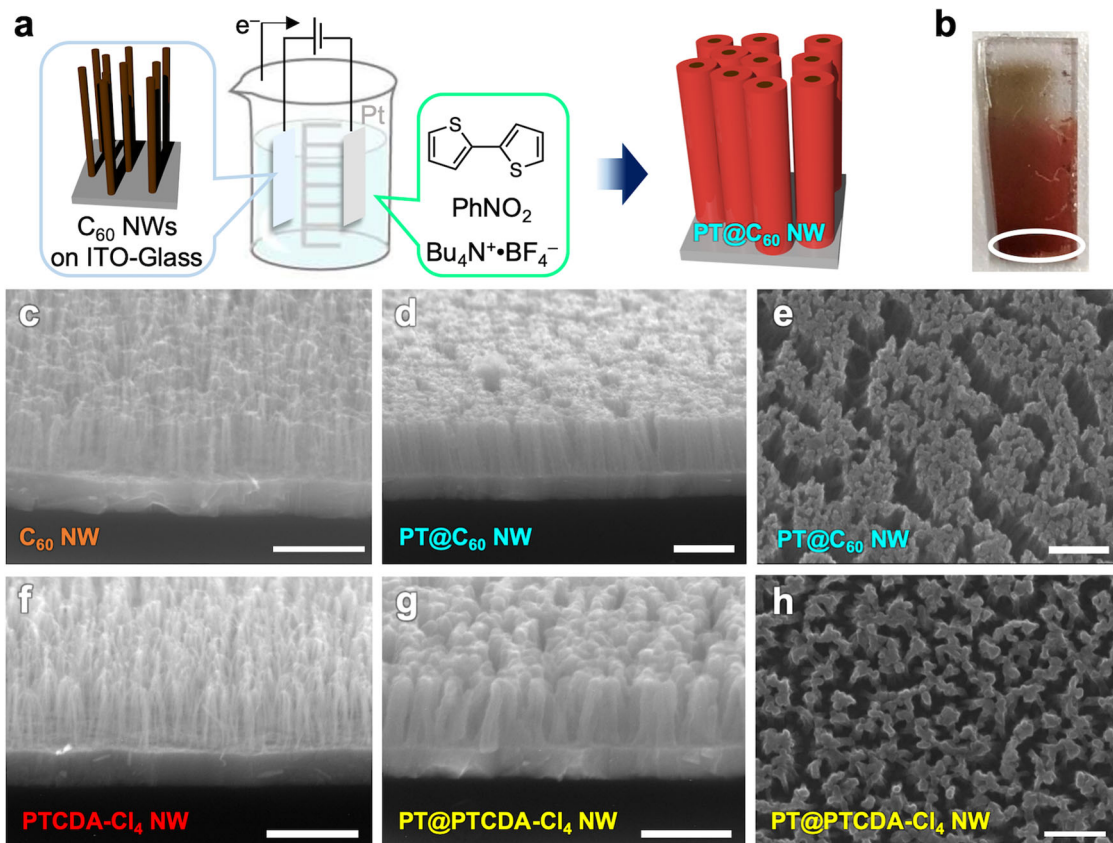 a
e⁻
b
Pt
S
S
C₆₀ NWs
on ITO-Glass
PhNO₂
Bu₄N⁺•BF₄⁻
PT@C₆₀ NW
c
C₆₀ NW
d
PT@C₆₀ NW
e
PT@C₆₀ NW
f
PTCDA-Cl₄ NW
g
PT@PTCDA-Cl₄ NW
h
PT@PTCDA-Cl₄ NW